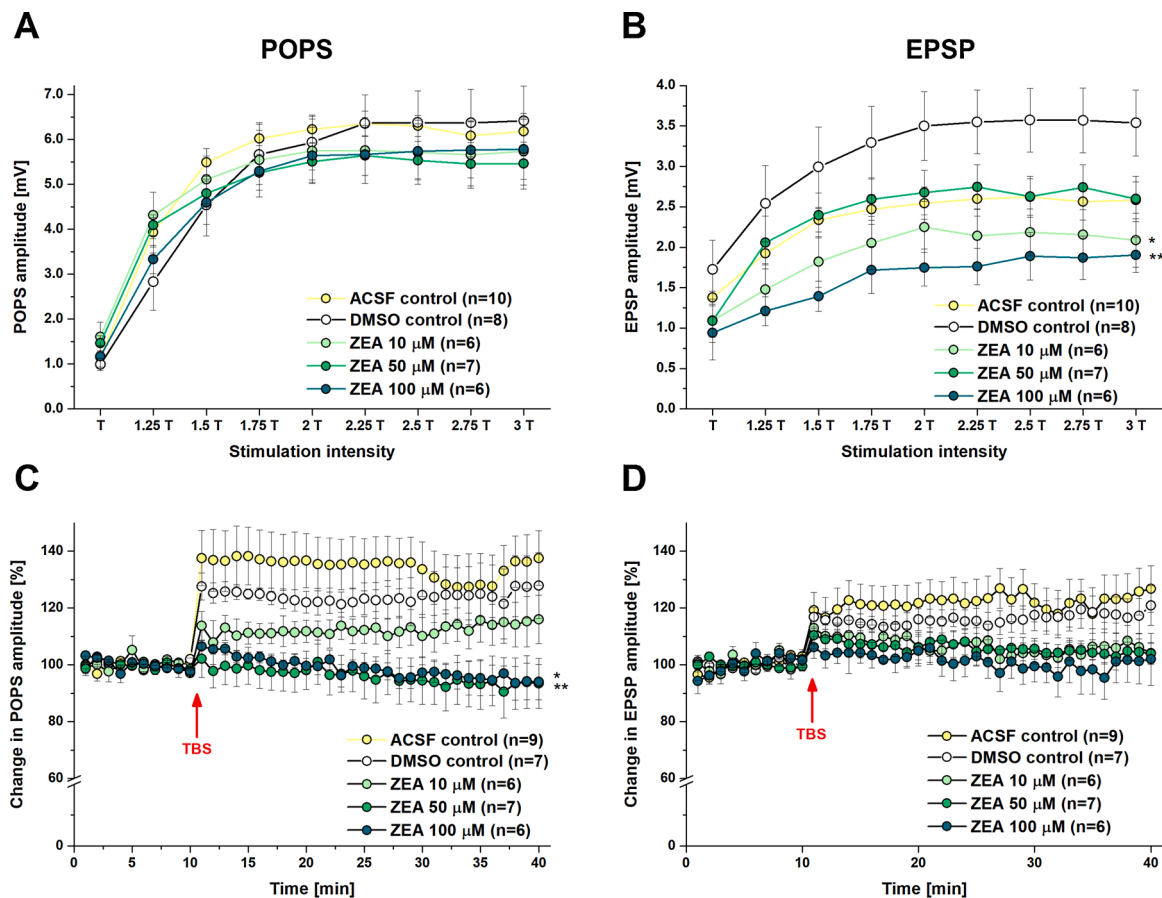 A
POPS
POPS amplitude [mV]
7.0
6.0
5.0
4.0
3.0
2.0
1.0
0.0
ACSF control (n=10)
DMSO control (n=8)
ZEA 10 μM (n=6)
ZEA 50 μM (n=7)
ZEA 100 μM (n=6)
T 1.25 T 1.5 T 1.75 T 2 T 2.25 T 2.5 T 2.75 T 3 T
Stimulation intensity
B
EPSP
EPSP amplitude [mV]
4.0
3.5
3.0
2.5
2.0
1.5
1.0
0.5
0.0
*
**
ACSF control (n=10)
DMSO control (n=8)
ZEA 10 μM (n=6)
ZEA 50 μM (n=7)
ZEA 100 μM (n=6)
T 1.25 T 1.5 T 1.75 T 2 T 2.25 T 2.5 T 2.75 T 3 T
Stimulation intensity
C
Change in POPS amplitude [%]
140
120
100
80
60
0
*
**
TBS
ACSF control (n=9)
DMSO control (n=7)
ZEA 10 μM (n=6)
ZEA 50 μM (n=7)
ZEA 100 μM (n=6)
0 5 10 15 20 25 30 35 40
Time [min]
D
Change in EPSP amplitude [%]
140
120
100
80
60
0
TBS
ACSF control (n=9)
DMSO control (n=7)
ZEA 10 μM (n=6)
ZEA 50 μM (n=7)
ZEA 100 μM (n=6)
0 10 20 30 40
Time [min]